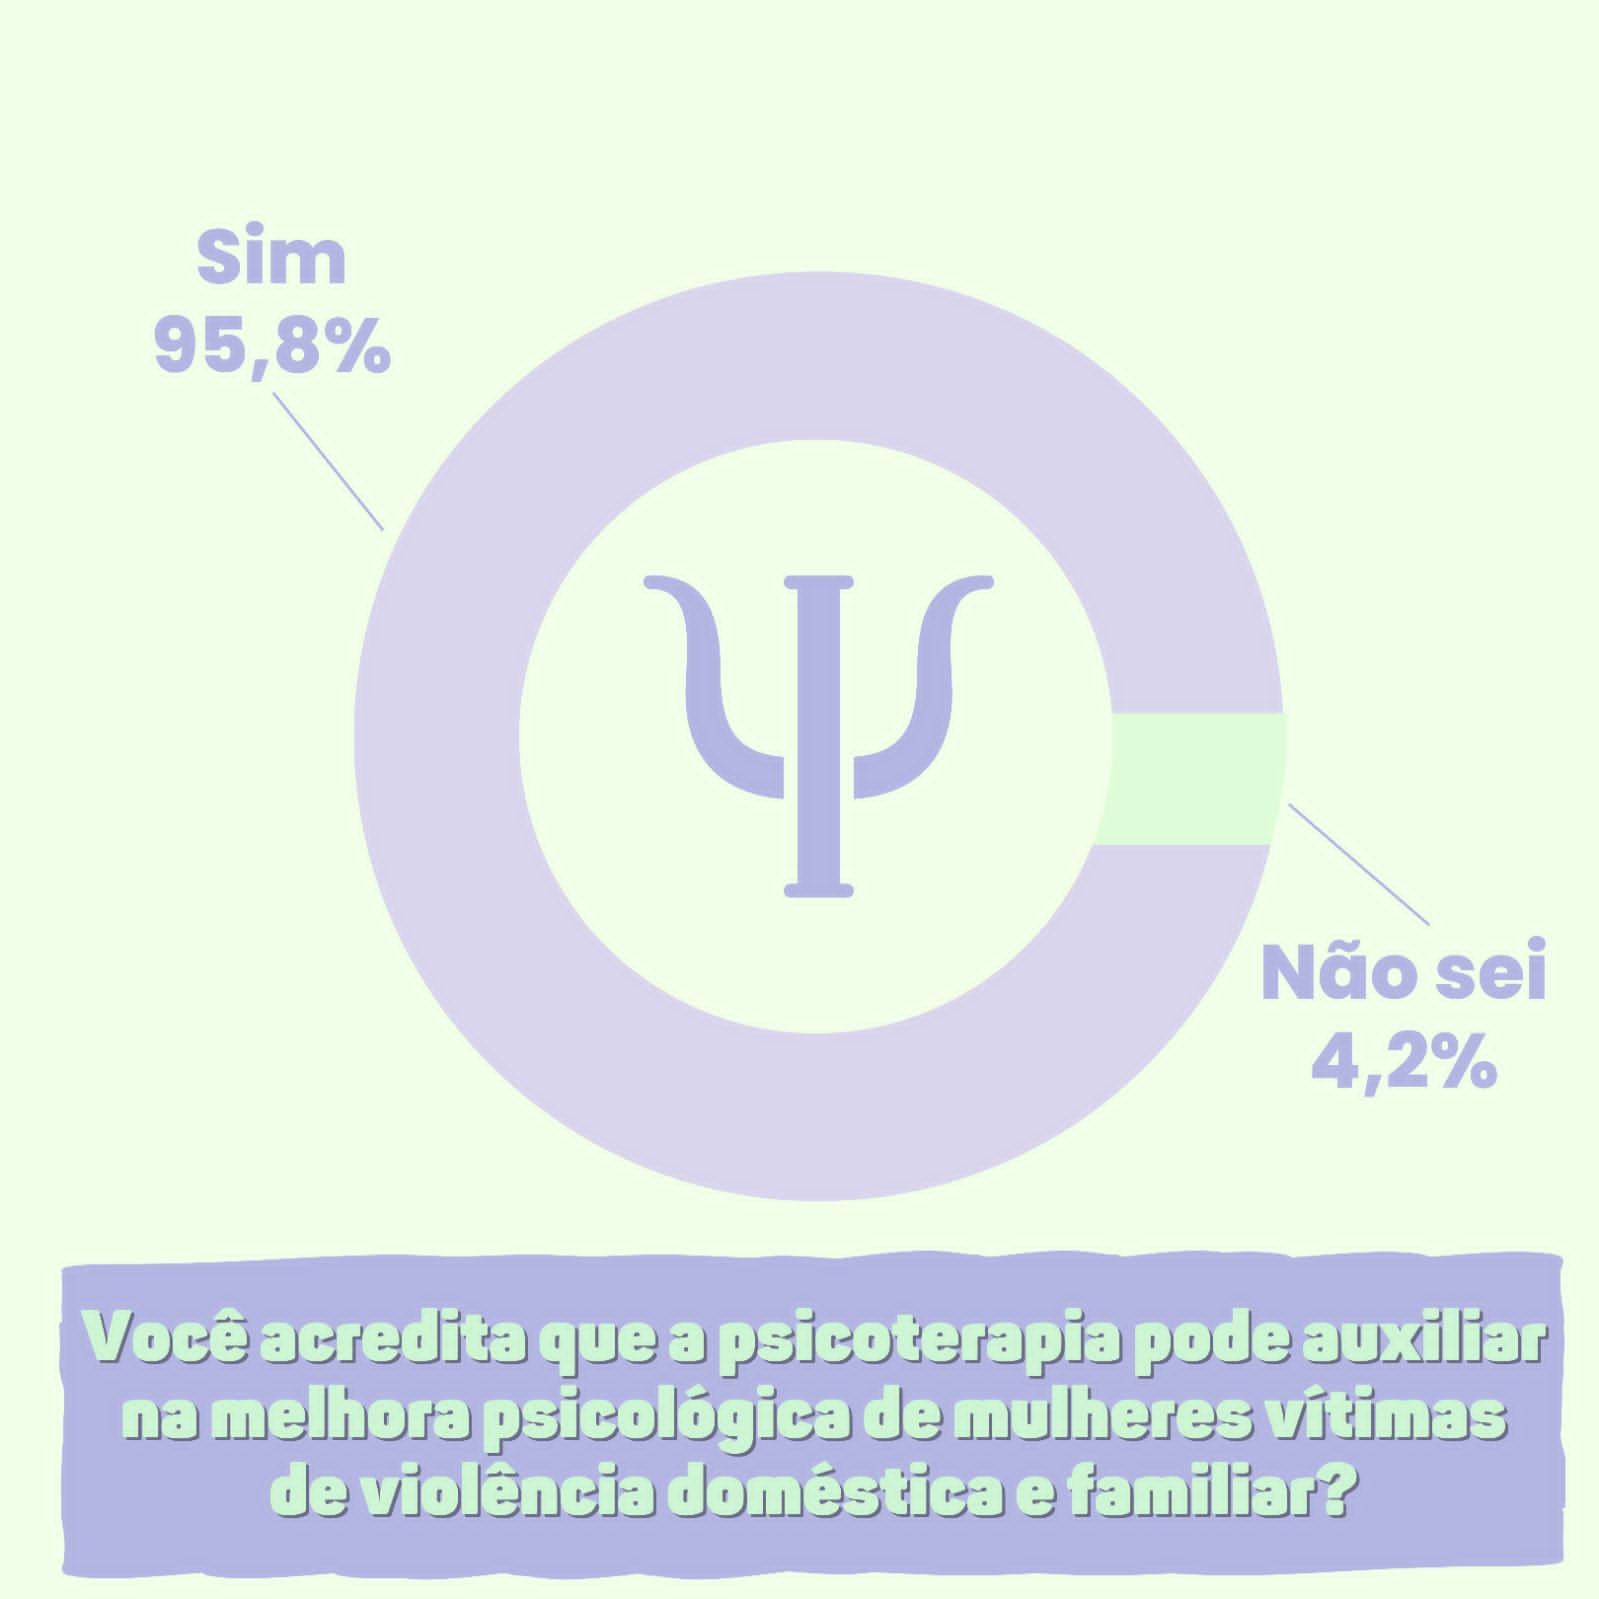 Sim
95,8%
Ψ
Não sei
4,2%
Você acredita que a psicoterapia pode auxiliar
na melhora psicológica de mulheres vítimas
de violência doméstica e familiar?